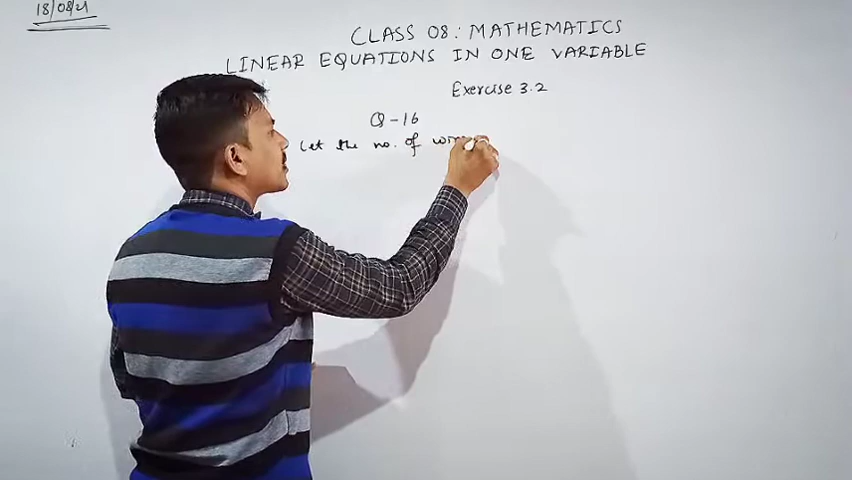 18/08/21
CLASS 08: MATHEMATICS
LINEAR EQUATIONS IN ONE VARIABLE
Exercise 3.2
Q-16
Let the no. of